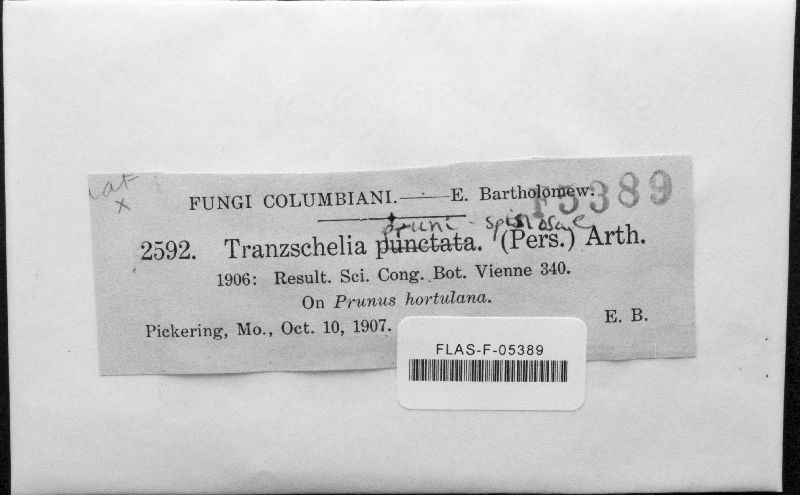 cat
x
FUNGI COLUMBIANI.——E. Bartholomew.
F5389
pruni-spinosae
2592. Tranzschelia punctata. (Pers.) Arth.
1906: Result. Sci. Cong. Bot. Vienne 340.
On Prunus hortulana.
Pickering, Mo., Oct. 10, 1907.
E. B.
FLAS-F-05389